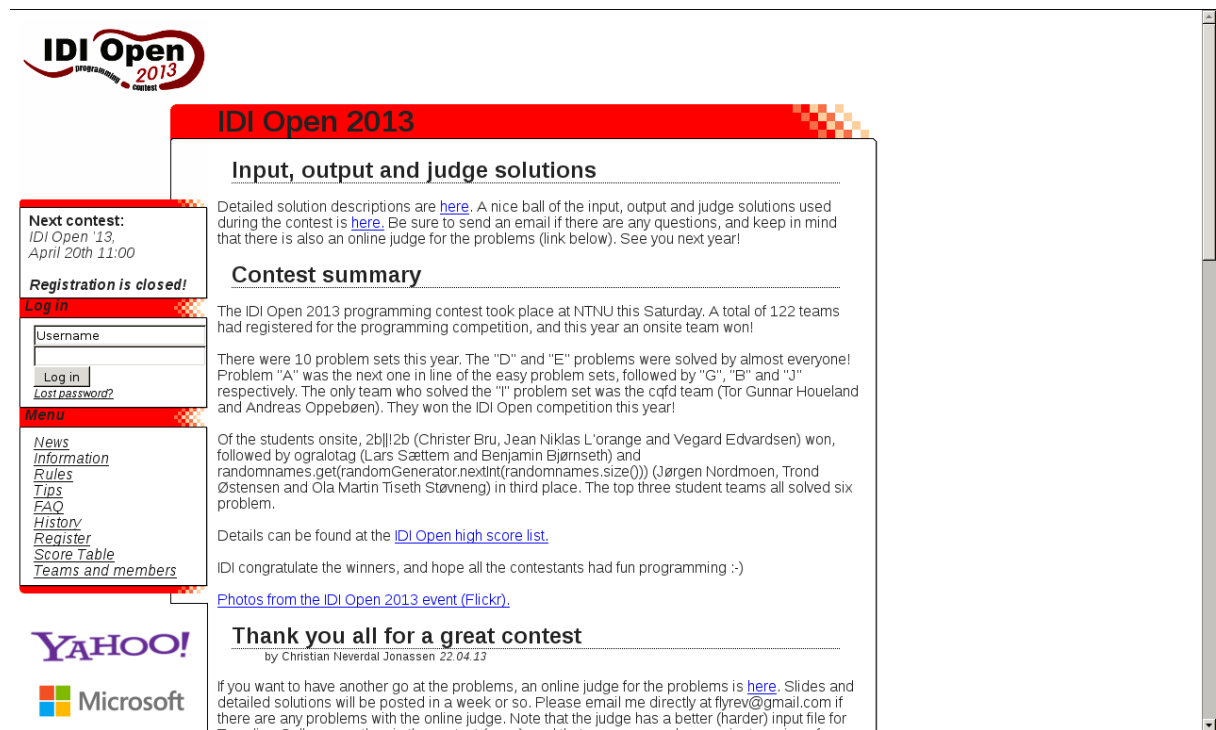 IDI Open
programming
2013
contest
IDI Open 2013
Input, output and judge solutions
Detailed solution descriptions are here. A nice ball of the input, output and judge solutions used
during the contest is here. Be sure to send an email if there are any questions, and keep in mind
that there is also an online judge for the problems (link below). See you next year!
Contest summary
The IDI Open 2013 programming contest took place at NTNU this Saturday. A total of 122 teams
had registered for the programming competition, and this year an onsite team won!
There were 10 problem sets this year. The "D" and "E" problems were solved by almost everyone!
Problem "A" was the next one in line of the easy problem sets, followed by "G", "B" and "J"
respectively. The only team who solved the "I" problem set was the cqfd team (Tor Gunnar Houeland
and Andreas Oppebøen). They won the IDI Open competition this year!
Of the students onsite, 2b||!2b (Christer Bru, Jean Niklas L'orange and Vegard Edvardsen) won,
followed by ogralotag (Lars Sættem and Benjamin Bjørnseth) and
randomnames.get(randomGenerator.nextInt(randomnames.size())) (Jørgen Nordmoen, Trond
Østensen and Ola Martin Tiseth Støvneng) in third place. The top three student teams all solved six
problem.
Details can be found at the IDI Open high score list.
IDI congratulate the winners, and hope all the contestants had fun programming :-)
Photos from the IDI Open 2013 event (Flickr).
Thank you all for a great contest
by Christian Neverdal Jonassen 22.04.13
If you want to have another go at the problems, an online judge for the problems is here. Slides and
detailed solutions will be posted in a week or so. Please email me directly at flyrev@gmail.com if
there are any problems with the online judge. Note that the judge has a better (harder) input file for
Next contest:
IDI Open '13,
April 20th 11:00
Registration is closed!
Log in
Username
Log in
Lost password?
Menu
News
Information
Rules
Tips
FAQ
History
Register
Score Table
Teams and members
YAHOO!
Microsoft